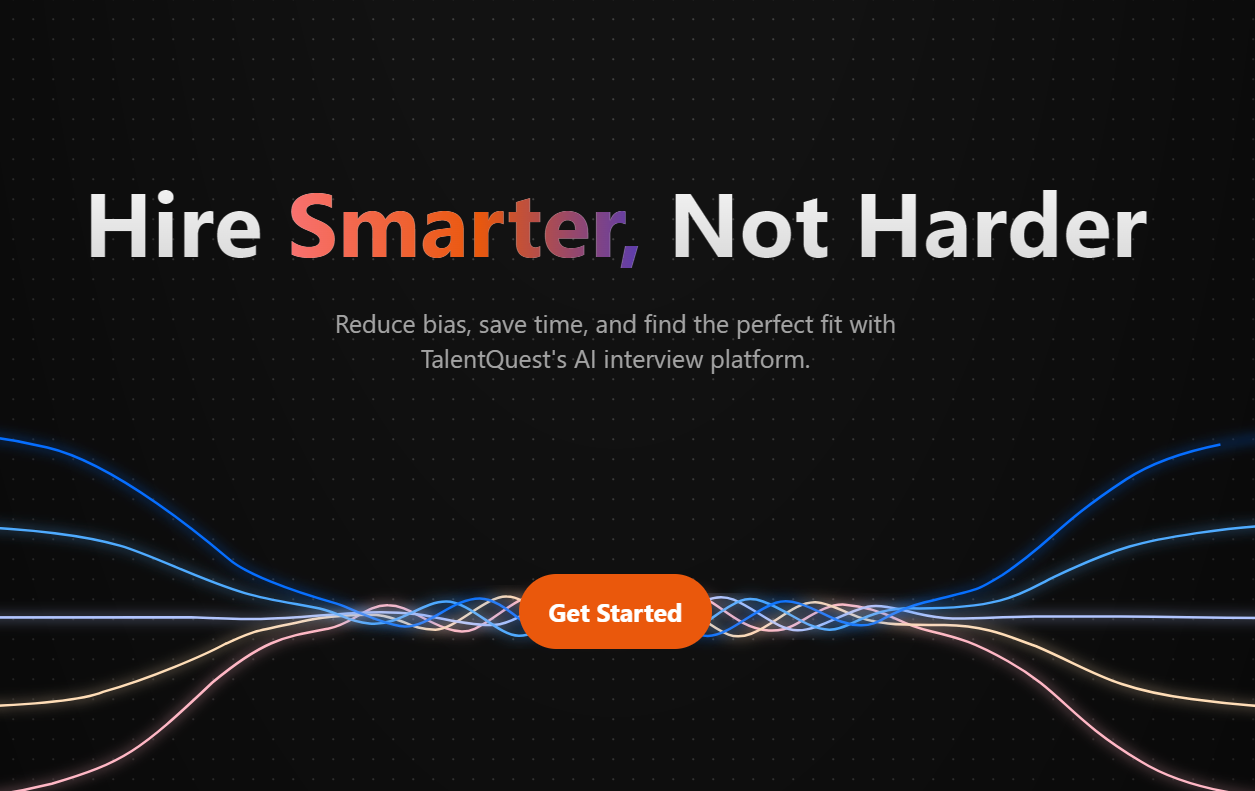 Hire Smarter, Not Harder
Reduce bias, save time, and find the perfect fit with
TalentQuest's AI interview platform.
Get Started